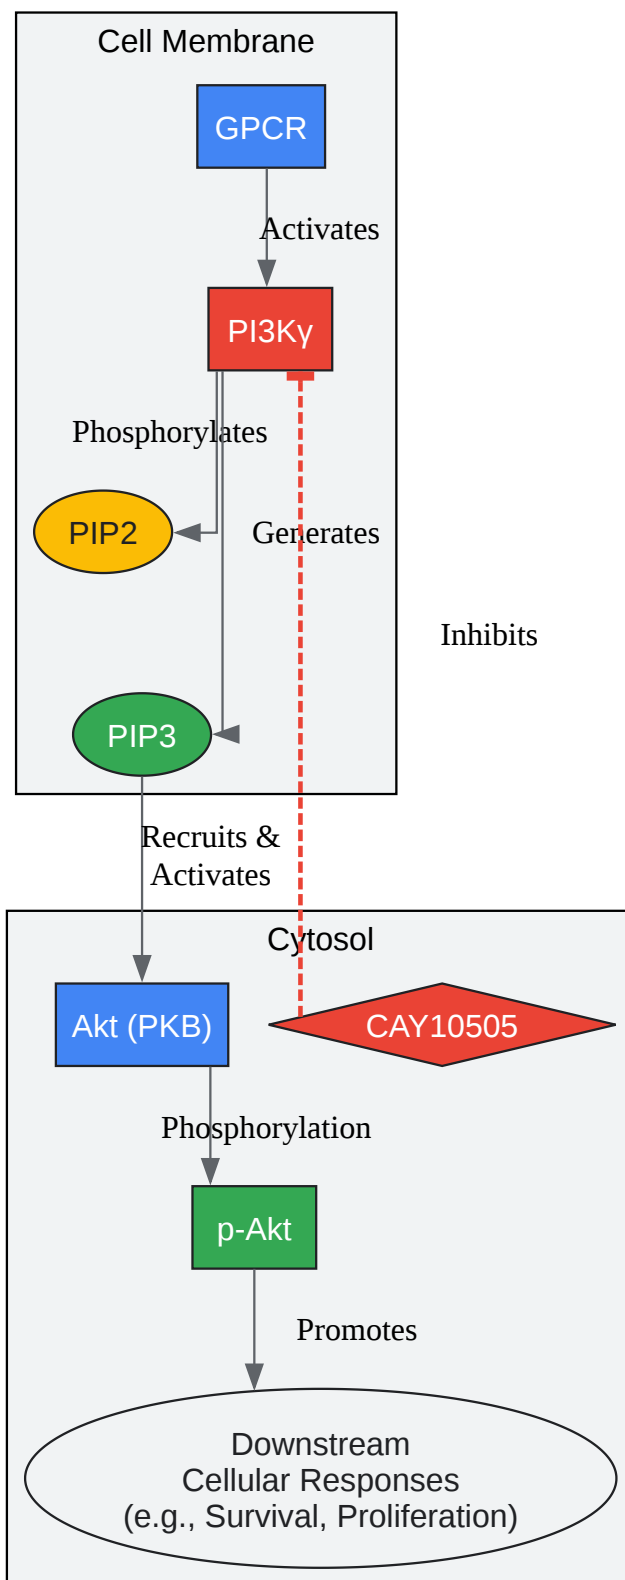 Cell Membrane
GPCR
Activates
PI3Kγ
Phosphorylates
PIP2
Generates
Inhibits
PIP3
Recruits &
Activates
Cytosol
Akt (PKB)
CAY10505
Phosphorylation
p-Akt
Promotes
Downstream
Cellular Responses
(e.g., Survival, Proliferation)